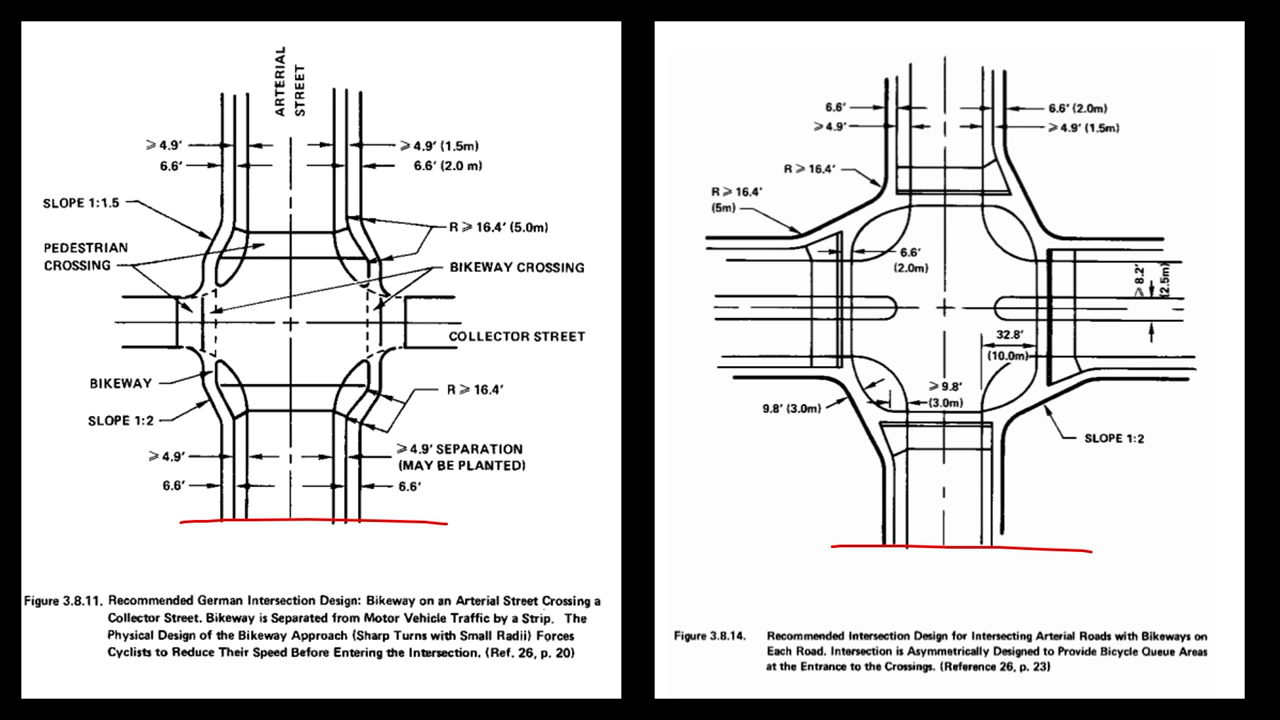 ARTERIAL
STREET
⩾ 4.9'
⩾ 4.9' (1.5m)
6.6'
6.6' (2.0 m)
SLOPE 1:1.5
R ⩾ 16.4' (5.0m)
PEDESTRIAN
CROSSING
BIKEWAY CROSSING
COLLECTOR STREET
BIKEWAY
R ⩾ 16.4'
SLOPE 1:2
⩾ 4.9' SEPARATION
(MAY BE PLANTED)
⩾ 4.9'
6.6'
6.6'
Figure 3.8.11. Recommended German Intersection Design: Bikeway on an Arterial Street Crossing a
Collector Street. Bikeway is Separated from Motor Vehicle Traffic by a Strip. The
Physical Design of the Bikeway Approach (Sharp Turns with Small Radii) Forces
Cyclists to Reduce Their Speed Before Entering the Intersection. (Ref. 26, p. 20)
6.6'
6.6' (2.0m)
⩾ 4.9'
⩾ 4.9' (1.5m)
R ⩾ 16.4'
R ⩾ 16.4'
(5m)
6.6'
(2.0m)
⩾ 8.2'
(2.5m)
32.8'
(10.0m)
⩾ 9.8'
(3.0m)
9.8' (3.0m)
SLOPE 1:2
Figure 3.8.14. Recommended Intersection Design for Intersecting Arterial Roads with Bikeways on
Each Road. Intersection is Asymmetrically Designed to Provide Bicycle Queue Areas
at the Entrance to the Crossings. (Reference 26, p. 23)